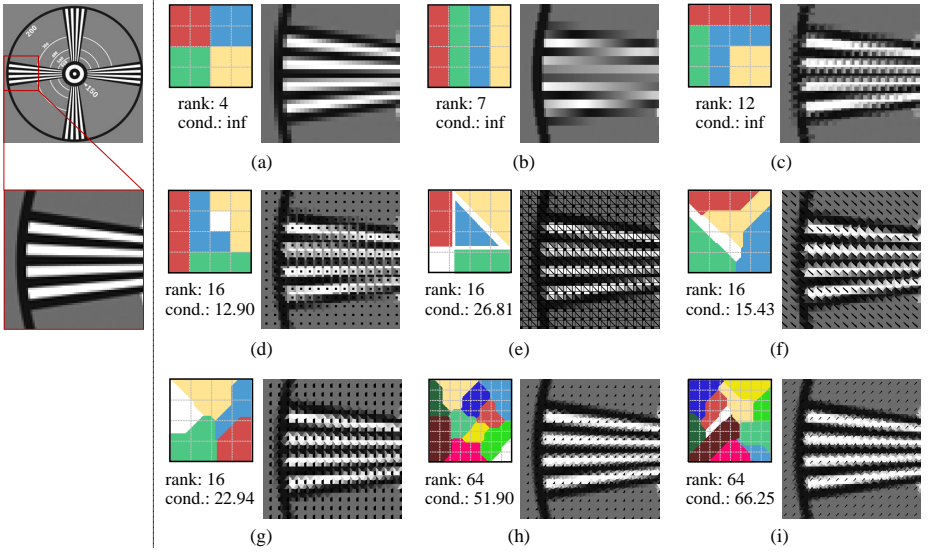 200
150
rank: 4
cond.: inf
(a)
rank: 7
cond.: inf
(b)
rank: 12
cond.: inf
(c)
rank: 16
cond.: 12.90
(d)
rank: 16
cond.: 26.81
(e)
rank: 16
cond.: 15.43
(f)
rank: 16
cond.: 22.94
(g)
rank: 64
cond.: 51.90
(h)
rank: 64
cond.: 66.25
(i)